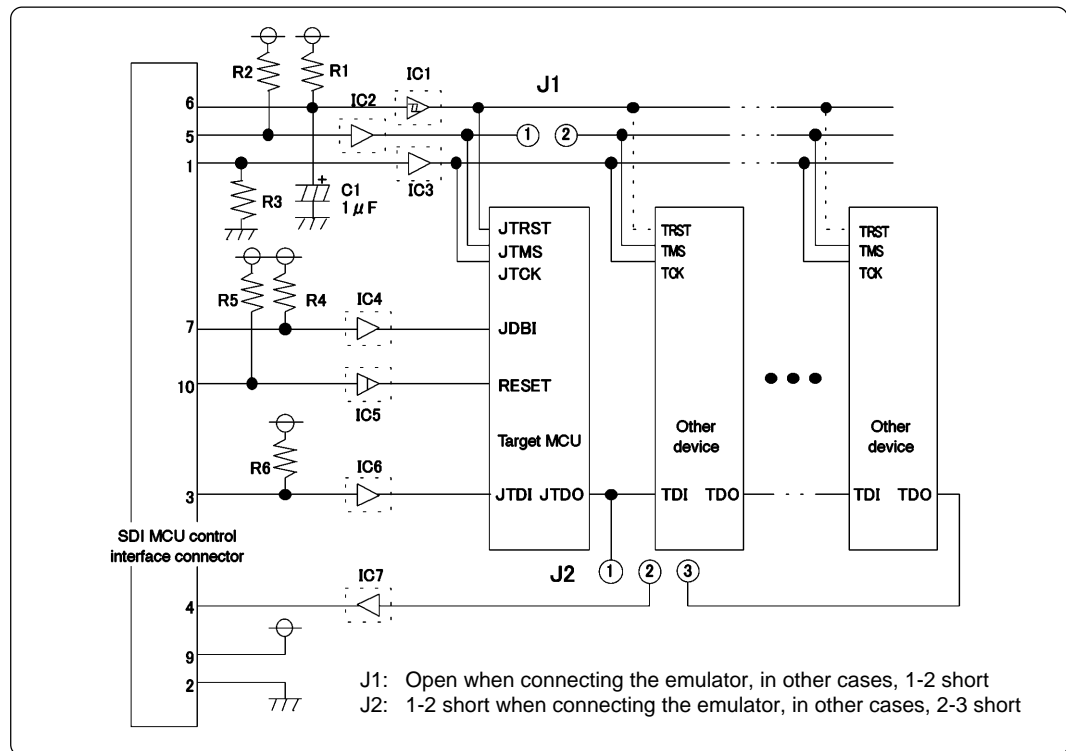 R2 R1 IC1 J1
6 IC2
5 1 2
1
R3 + C1 IC3
1 μF
JTRST TRST TRST
JTMS TMS TMS
JTCK TCK TCK
R5 R4 IC4
7 JDBI
10 RESET
IC5
Target MCU Other device Other device
R6 IC6
3 JTDI JTDO TDI TDO TDI TDO
SDI MCU control
interface connector
J2 1 2 3
IC7
4
9
2
J1: Open when connecting the emulator, in other cases, 1-2 short
J2: 1-2 short when connecting the emulator, in other cases, 2-3 short